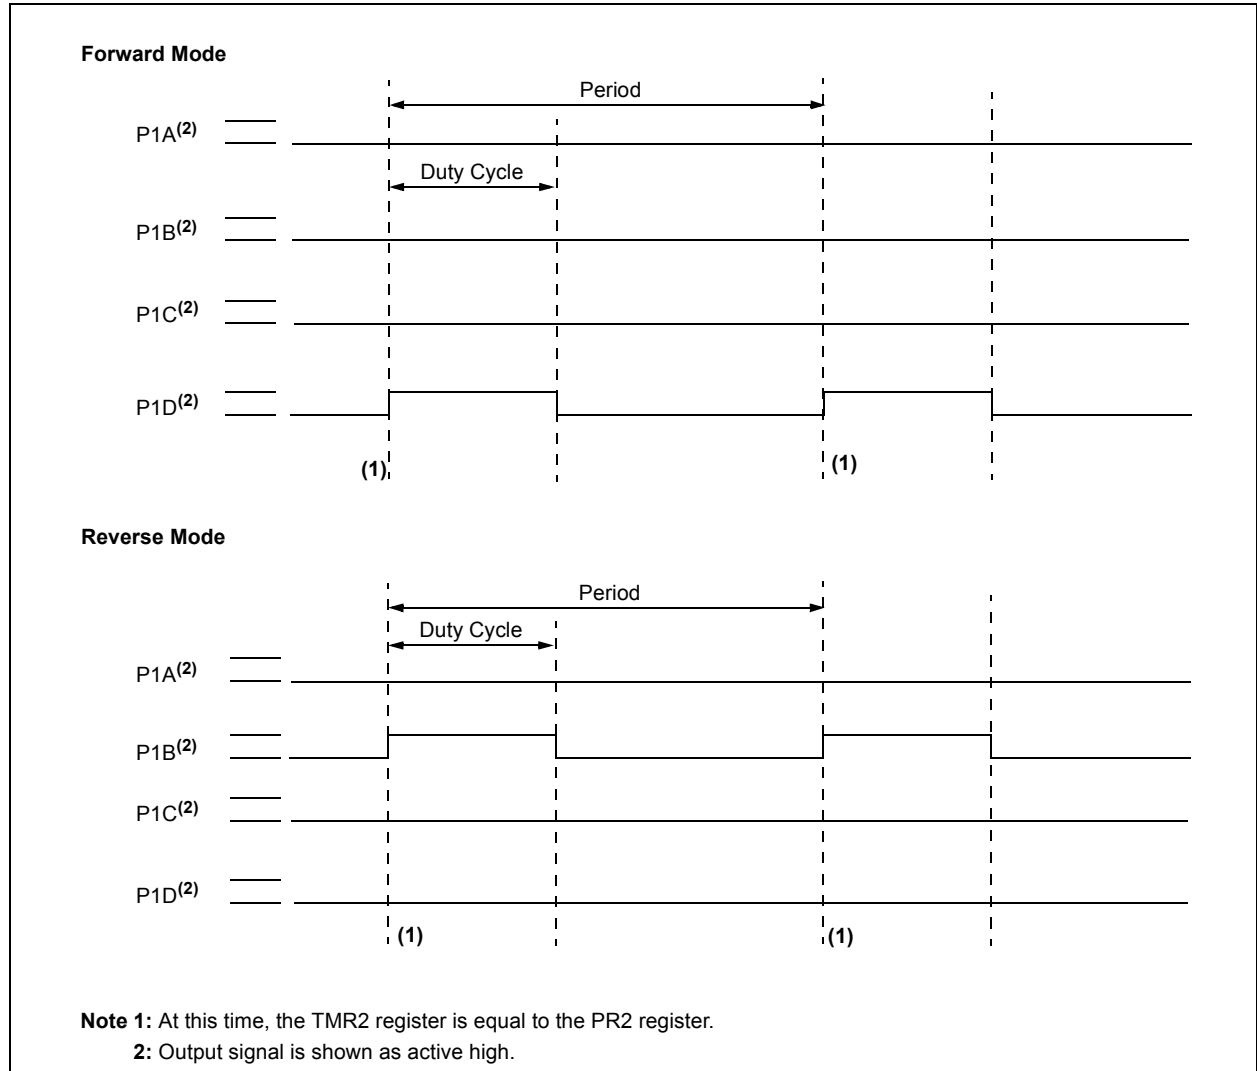 Forward Mode
Period
P1A(2)
Duty Cycle
P1B(2)
P1C(2)
P1D(2)
(1)
(1)
Reverse Mode
Period
Duty Cycle
P1A(2)
P1B(2)
P1C(2)
P1D(2)
(1)
(1)
Note 1: At this time, the TMR2 register is equal to the PR2 register.
2: Output signal is shown as active high.